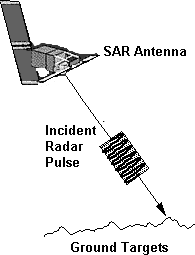 SAR Antenna
Incident
Radar
Pulse
Ground Targets